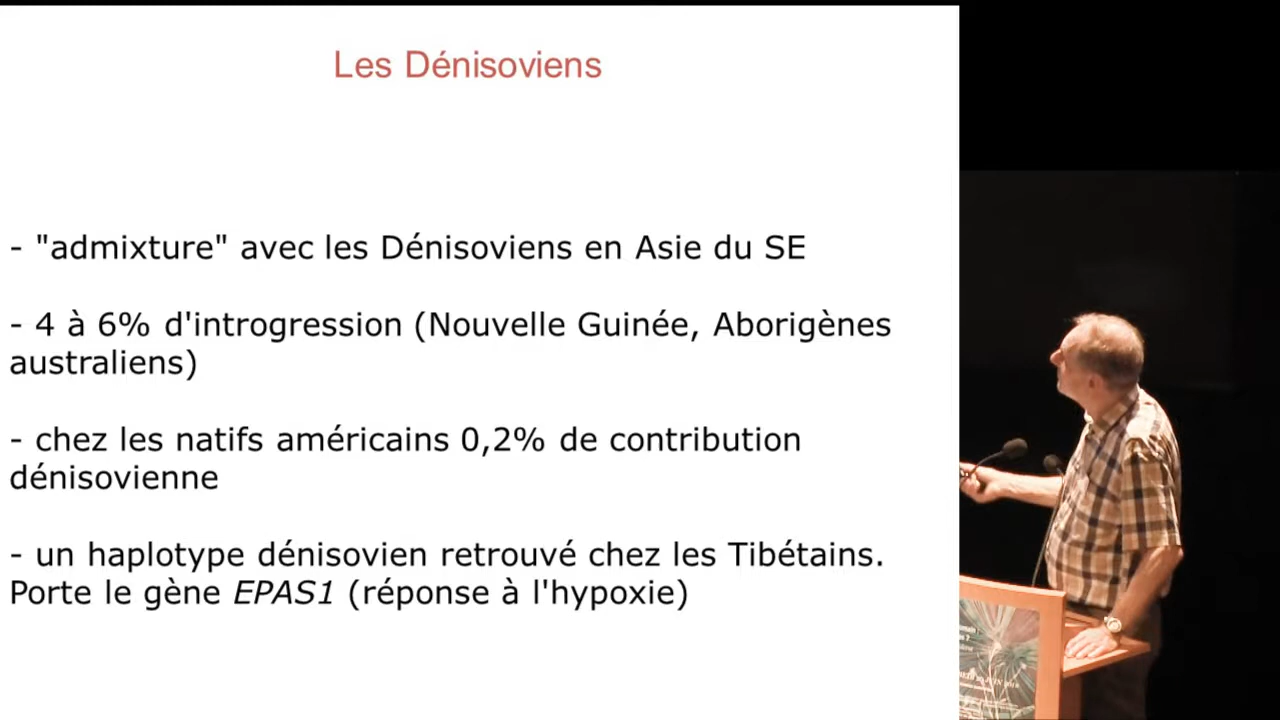 Les Dénisoviens
- "admixture" avec les Dénisoviens en Asie du SE
- 4 à 6% d'introgression (Nouvelle Guinée, Aborigènes
australiens)
- chez les natifs américains 0,2% de contribution
dénisovienne
- un haplotype dénisovien retrouvé chez les Tibétains.
Porte le gène EPAS1 (réponse à l'hypoxie)